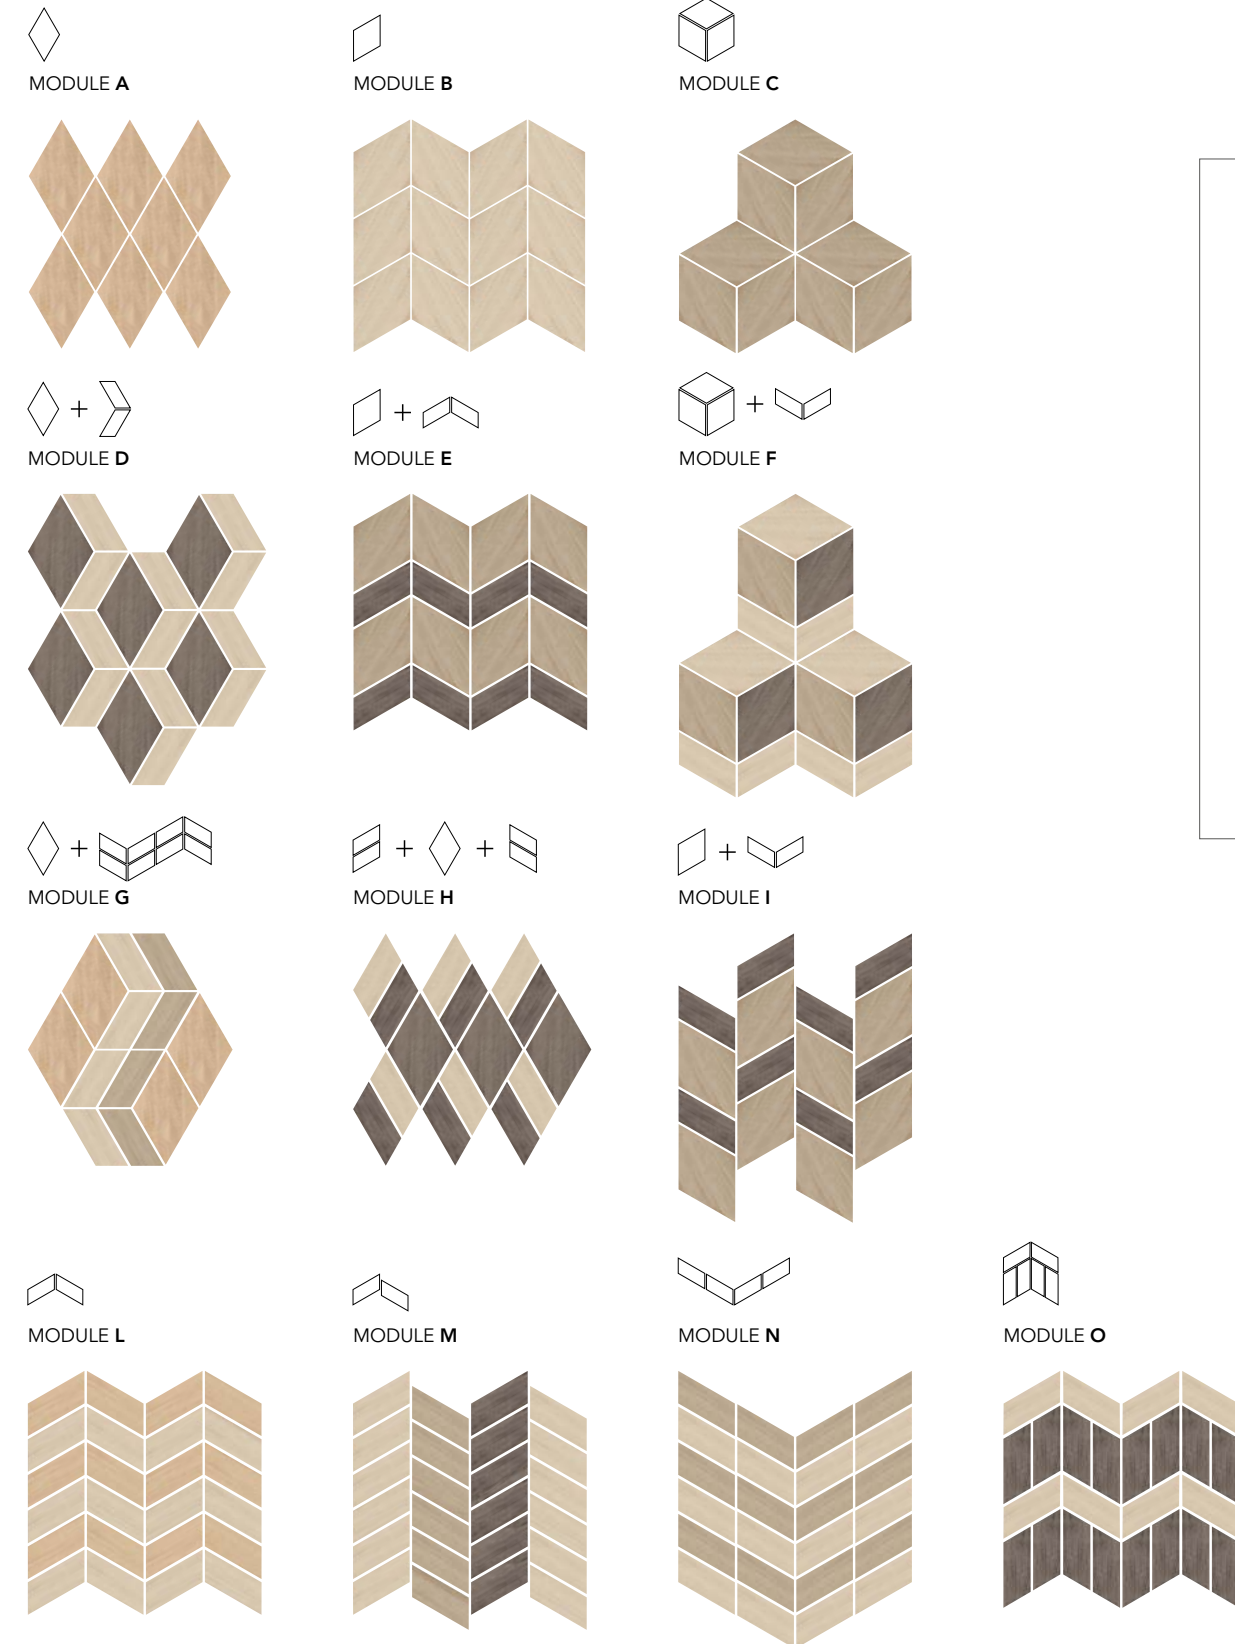 MODULE A
MODULE B
MODULE C
+
MODULE D
+
MODULE E
+
MODULE F
+
MODULE G
+ +
MODULE H
+
MODULE I
MODULE L
MODULE M
MODULE N
MODULE O